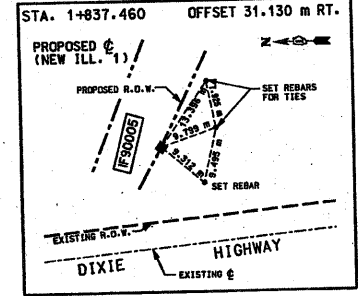 STA. 1+837.460 OFFSET 31.130 m RT.
PROPOSED ℄
(NEW ILL. 1)
N
PROPOSED R.O.W.
SET REBARS
FOR TIES
IF90005
9.799 m
9.312 m
SET REBAR
EXISTING R.O.W.
DIXIE HIGHWAY
EXISTING ℄